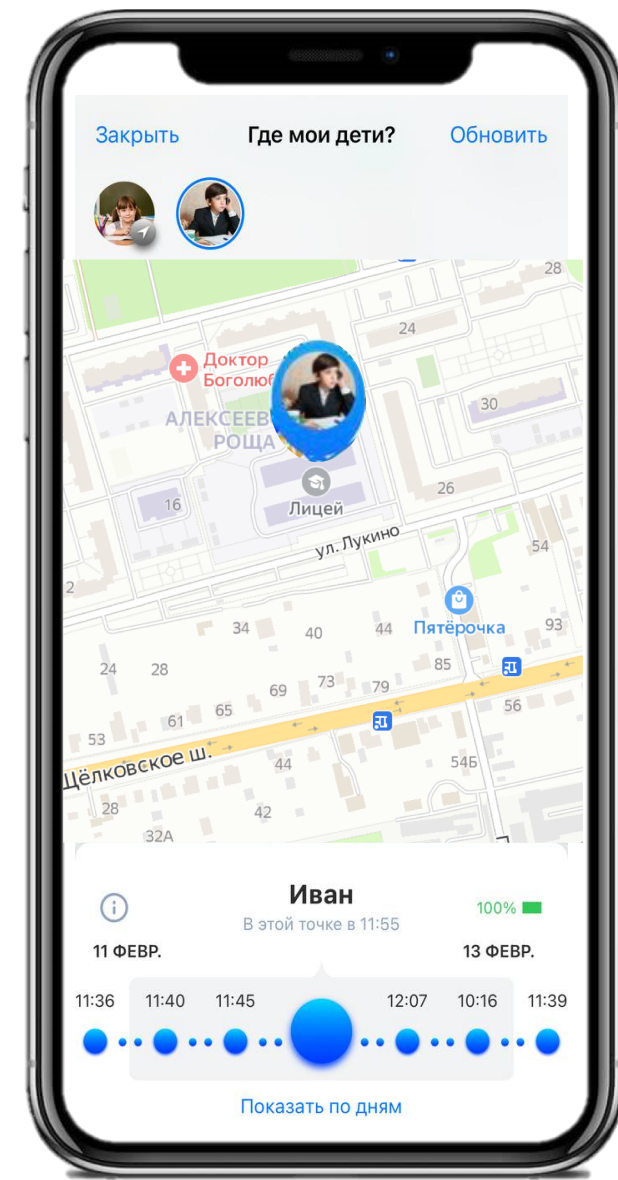 Закрыть Где мои дети? Обновить
28
24
Доктор
Боголюб
30
АЛЕКСЕЕВ
РОЩА
26
16
Лицей
ул. Лукино
54
2
34 40 44 Пятёрочка 93
24 28 85
69 73 79
61 65 56
53
Щёлковское ш.
44 54Б
28 42
32А
Иван
100%
В этой точке в 11:55
11 ФЕВР. 13 ФЕВР.
11:36 11:40 11:45 12:07 10:16 11:39
Показать по дням